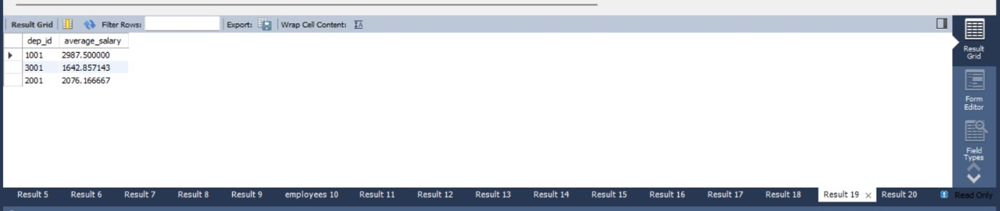 Result Grid Filter Rows: Export: Wrap Cell Content: IA
dep_id average_salary
1001 2987.500000
3001 1642.857143
2001 2076.166667
Result
Grid
Form
Editor
Field
Types
Result 5 Result 6 Result 7 Result 8 Result 9 employees 10 Result 11 Result 12 Result 13 Result 14 Result 15 Result 16 Result 17 Result 18 Result 19 × Result 20 Read Only